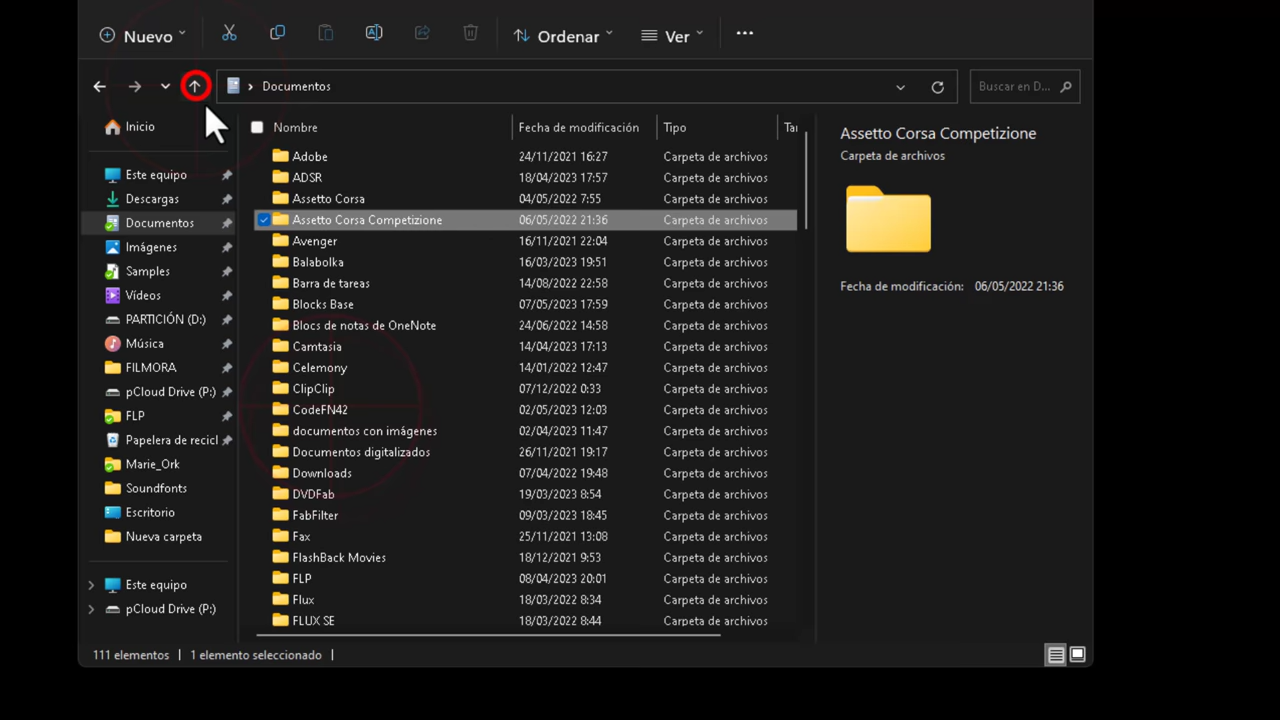 Nuevo Ordenar Ver
Documentos Buscar en D...
Inicio
Este equipo
Descargas
Documentos
Imágenes
Samples
Vídeos
PARTICIÓN (D:)
Música
FILMORA
pCloud Drive (P:)
FLP
Papelera de recicl
Marie_Ork
Soundfonts
Escritorio
Nueva carpeta
Este equipo
pCloud Drive (P:)
Nombre Fecha de modificación Tipo Ta
Adobe 24/11/2021 16:27 Carpeta de archivos
ADSR 18/04/2023 17:57 Carpeta de archivos
Assetto Corsa 04/05/2022 7:55 Carpeta de archivos
Assetto Corsa Competizione 06/05/2022 21:36 Carpeta de archivos
Avenger 16/11/2021 22:04 Carpeta de archivos
Balabolka 16/03/2023 19:51 Carpeta de archivos
Barra de tareas 14/08/2022 22:58 Carpeta de archivos
Blocks Base 07/05/2023 17:59 Carpeta de archivos
Blocs de notas de OneNote 24/06/2022 14:58 Carpeta de archivos
Camtasia 14/04/2023 17:13 Carpeta de archivos
Celemony 14/01/2022 12:47 Carpeta de archivos
ClipClip 07/12/2022 0:33 Carpeta de archivos
CodeFN42 02/05/2023 12:03 Carpeta de archivos
documentos con imágenes 02/04/2023 11:47 Carpeta de archivos
Documentos digitalizados 26/11/2021 19:17 Carpeta de archivos
Downloads 07/04/2022 19:48 Carpeta de archivos
DVDFab 19/03/2023 8:54 Carpeta de archivos
FabFilter 09/03/2023 18:45 Carpeta de archivos
Fax 25/11/2021 13:08 Carpeta de archivos
FlashBack Movies 18/12/2021 9:53 Carpeta de archivos
FLP 08/04/2023 20:01 Carpeta de archivos
Flux 18/03/2022 8:34 Carpeta de archivos
FLUX SE 18/03/2022 8:44 Carpeta de archivos
Assetto Corsa Competizione
Carpeta de archivos
Fecha de modificación: 06/05/2022 21:36
111 elementos 1 elemento seleccionado